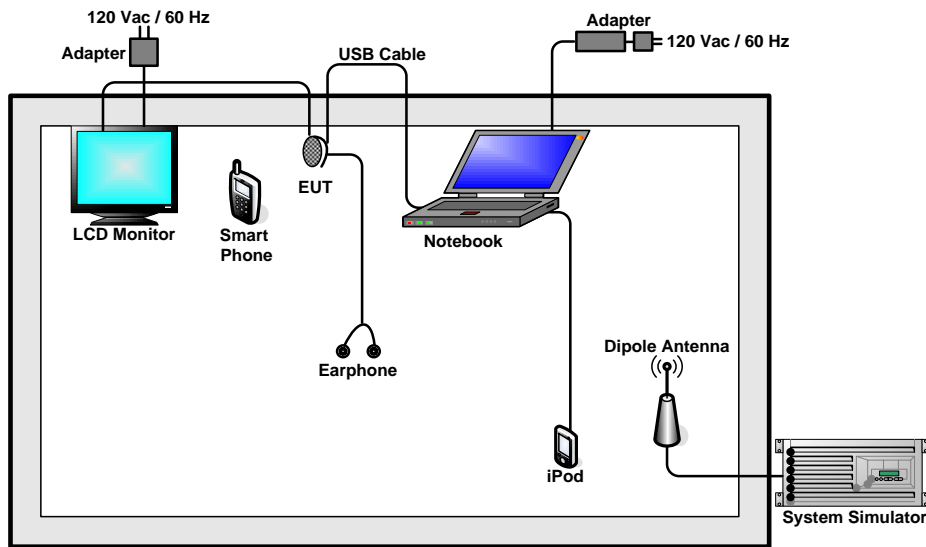 120 Vac / 60 Hz
Adapter
Adapter
120 Vac / 60 Hz
USB Cable
EUT
LCD Monitor
Smart
Phone
Notebook
Earphone
Dipole Antenna
iPod
System Simulator